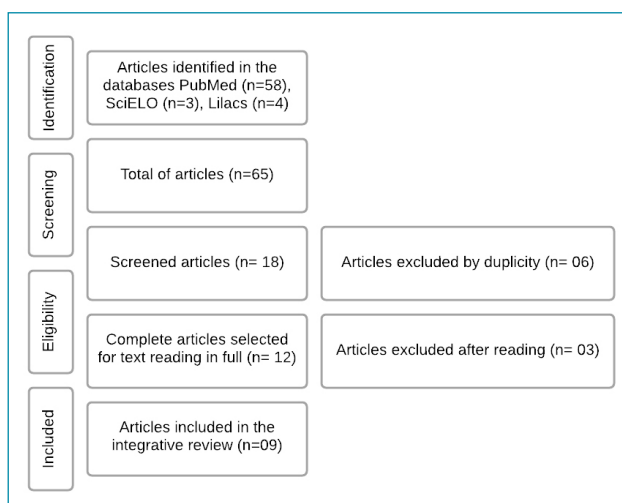 Identification
Articles identified in the
databases PubMed (n=58),
SciELO (n=3), Lilacs (n=4)
Screening
Total of articles (n=65)
Screened articles (n= 18)
Articles excluded by duplicity (n= 06)
Eligibility
Complete articles selected
for text reading in full (n= 12)
Articles excluded after reading (n= 03)
Included
Articles included in the
integrative review (n=09)